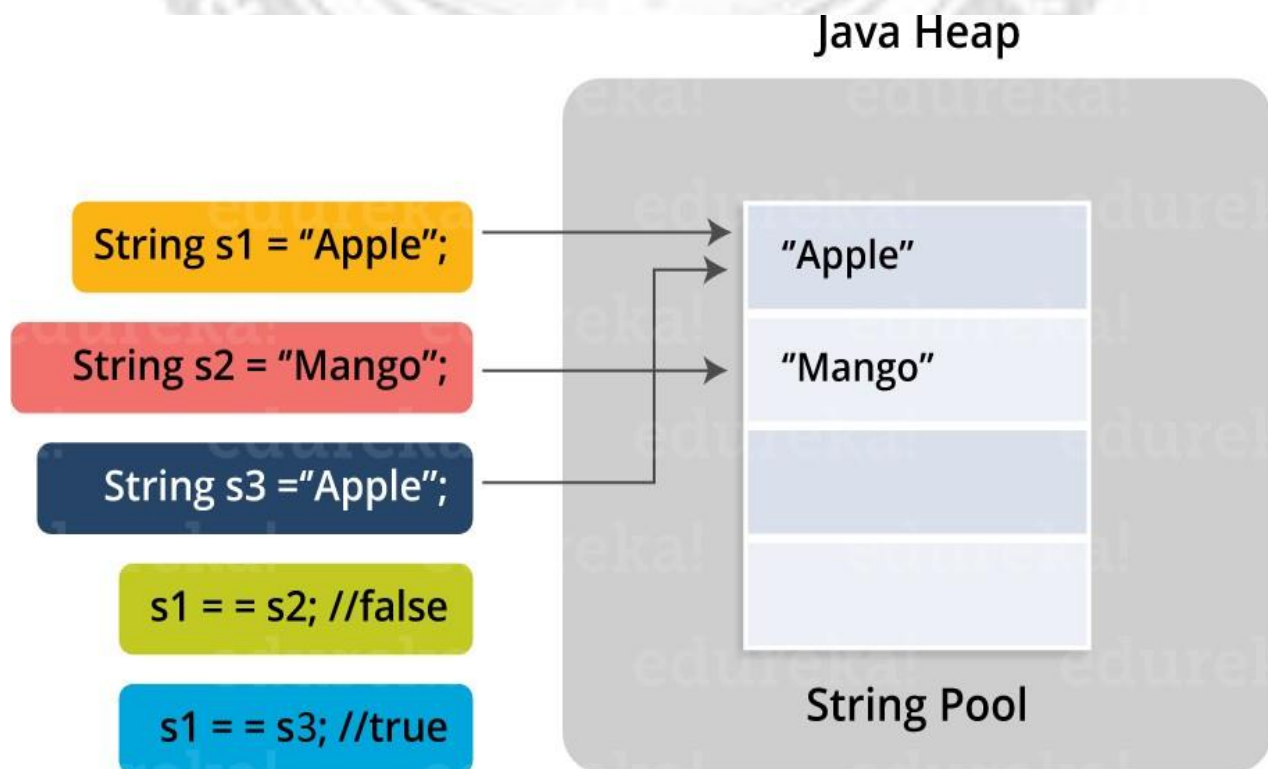 Java Heap
String s1 = "Apple";
String s2 = "Mango";
String s3 ="Apple";
s1 = = s2; //false
s1 = = s3; //true
"Apple"
"Mango"
String Pool
edureka!